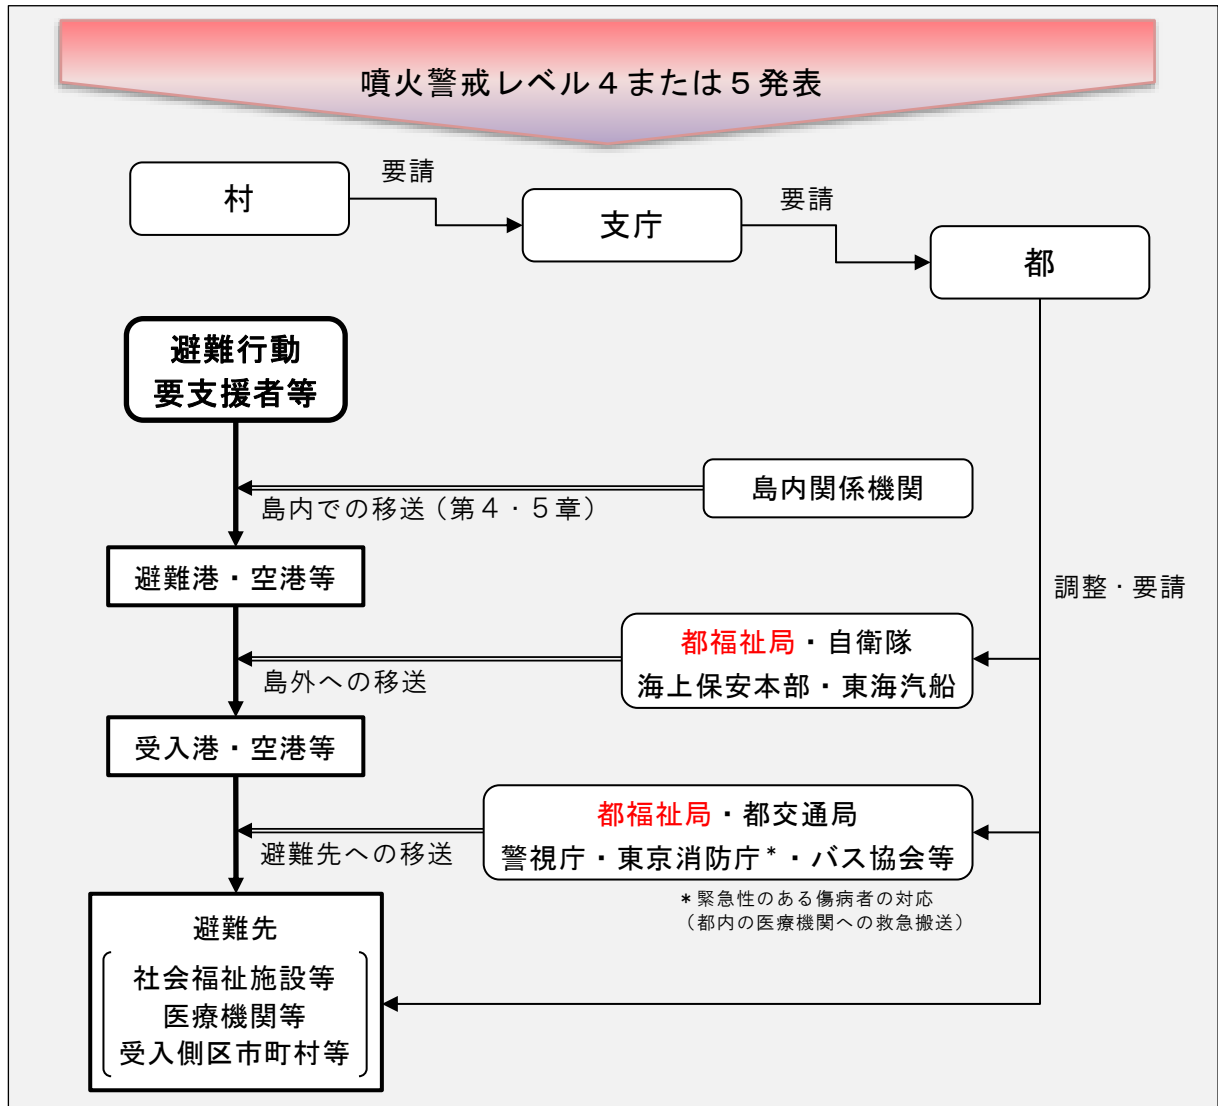 噴火警戒レベル４または５発表
村
要請
支庁
要請
都
避難行動
要支援者等
島内関係機関
島内での移送（第４・５章）
避難港・空港等
調整・要請
都福祉局・自衛隊
海上保安本部・東海汽船
島外への移送
受入港・空港等
都福祉局・都交通局
警視庁・東京消防庁*・バス協会等
避難先への移送
*緊急性のある傷病者の対応
（都内の医療機関への救急搬送）
避難先
社会福祉施設等
医療機関等
受入側区市町村等